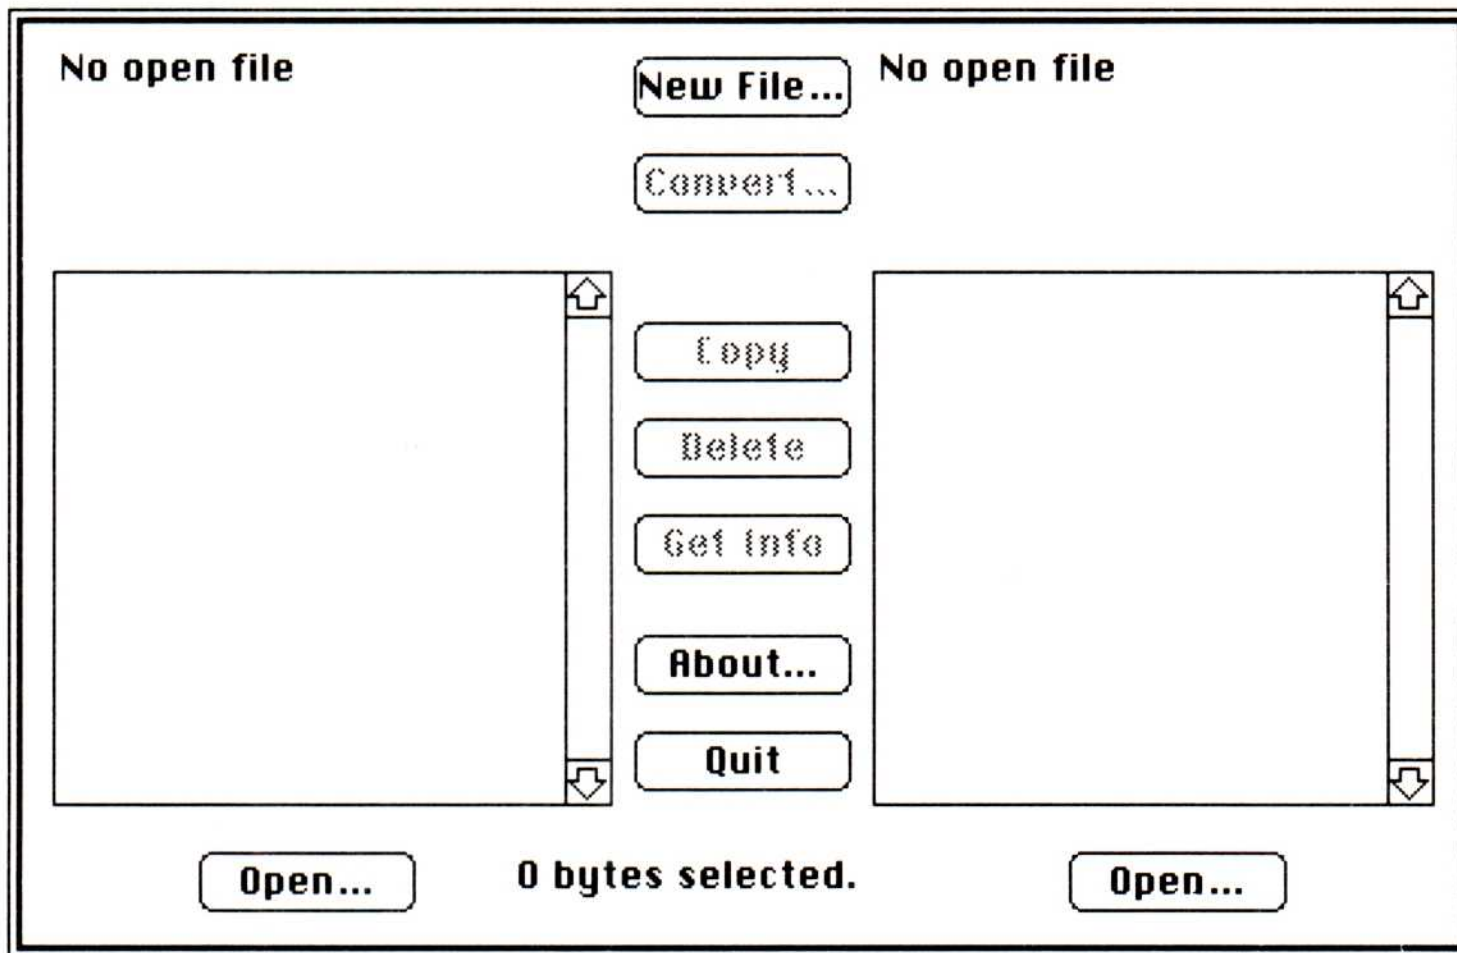 No open file
New File...
No open file
Convert...
Copy
Delete
Get Info
About...
Quit
Open...
0 bytes selected.
Open...